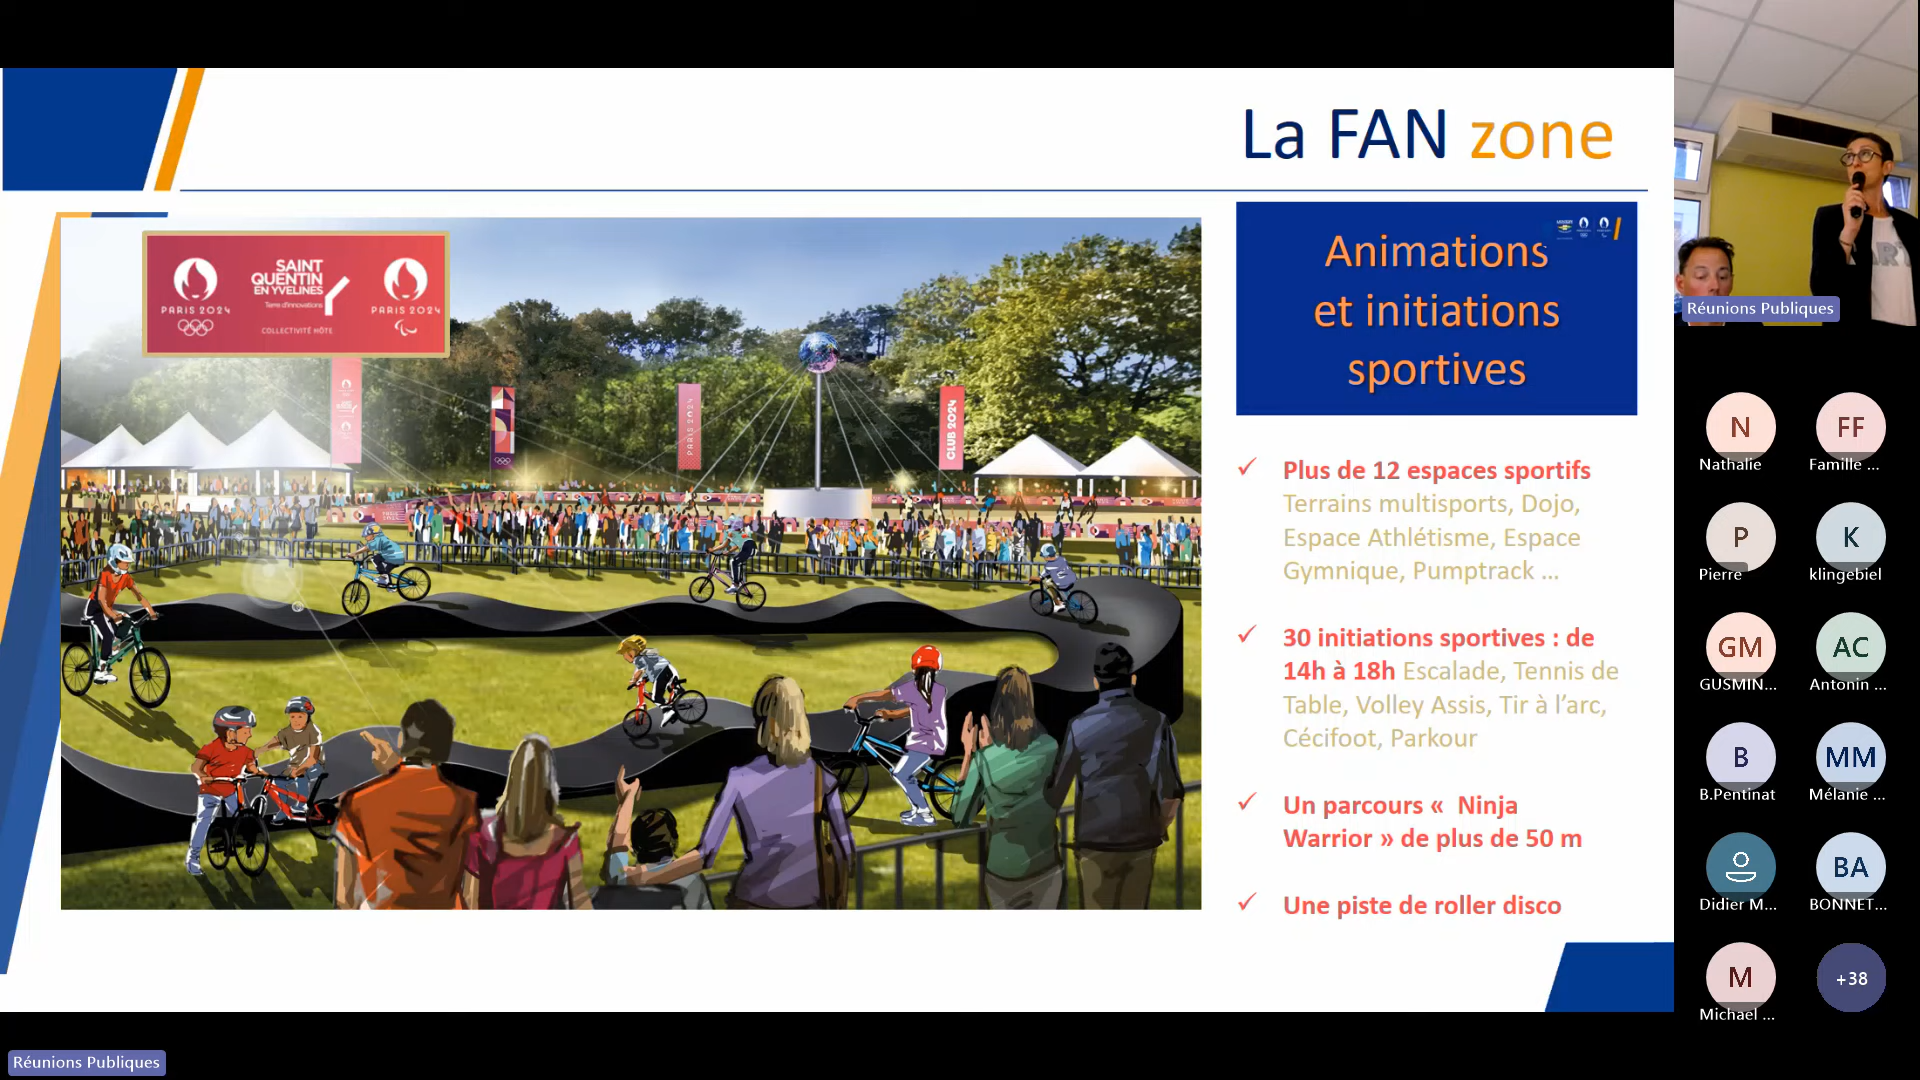 La FAN zone
PARIS 2024
SAINT
QUENTIN
EN YVELINES
Terre d'innovations
COLLECTIVITÉ HÔTE
PARIS 2024
PARIS 2024
CLUB 2024
Animations
et initiations
sportives
Plus de 12 espaces sportifs
Terrains multisports, Dojo,
Espace Athlétisme, Espace
Gymnique, Pumptrack ...
30 initiations sportives : de
14h à 18h Escalade, Tennis de
Table, Volley Assis, Tir à l'arc,
Cécifoot, Parkour
Un parcours « Ninja
Warrior » de plus de 50 m
Une piste de roller disco
Réunions Publiques
N
Nathalie
FF
Famille ...
P
Pierre
K
klingebiel
GM
GUSMIN...
AC
Antonin ...
B
B.Pentinat
MM
Mélanie ...
Didier M...
BA
BONNET...
M
Michael ...
+38
Réunions Publiques